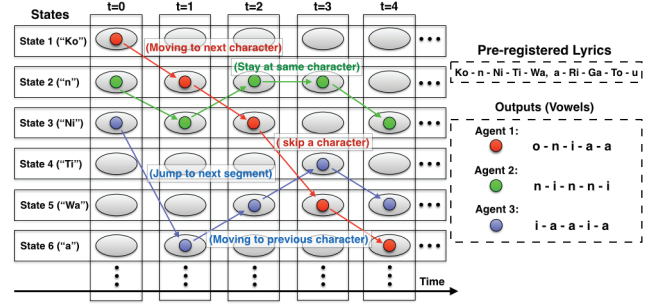 States
t=0 t=1 t=2 t=3 t=4
State 1 (“Ko”)
(Moving to next character)
State 2 (“n”)
(Stay at same character)
State 3 (“Ni”)
( skip a character)
State 4 (“Ti”)
(Jump to next segment)
State 5 (“Wa”)
(Moving to previous character)
State 6 (“a”)
Time
Pre-registered Lyrics
Ko - n - Ni - Ti - Wa, a - Ri - Ga - To - u
Outputs (Vowels)
Agent 1:
o - n - i - a - a
Agent 2:
n - i - n - n - i
Agent 3:
i - a - a - i - a